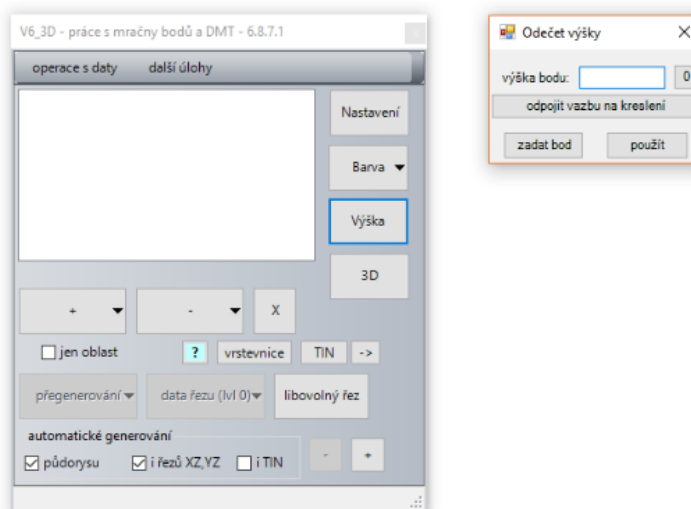 V6_3D - práce s mračny bodů a DMT - 6.8.7.1
operace s daty další úlohy
Nastavení
Barva
Výška
3D
+ - X
jen oblast ? vrstevnice TIN ->
přegenerování data řezu (lvl 0) libovolný řez
automatické generování
půdorysu i řezů XZ,YZ i TIN - +
Odečet výšky
výška bodu: 0
odpojit vazbu na kreslení
zadat bod použít